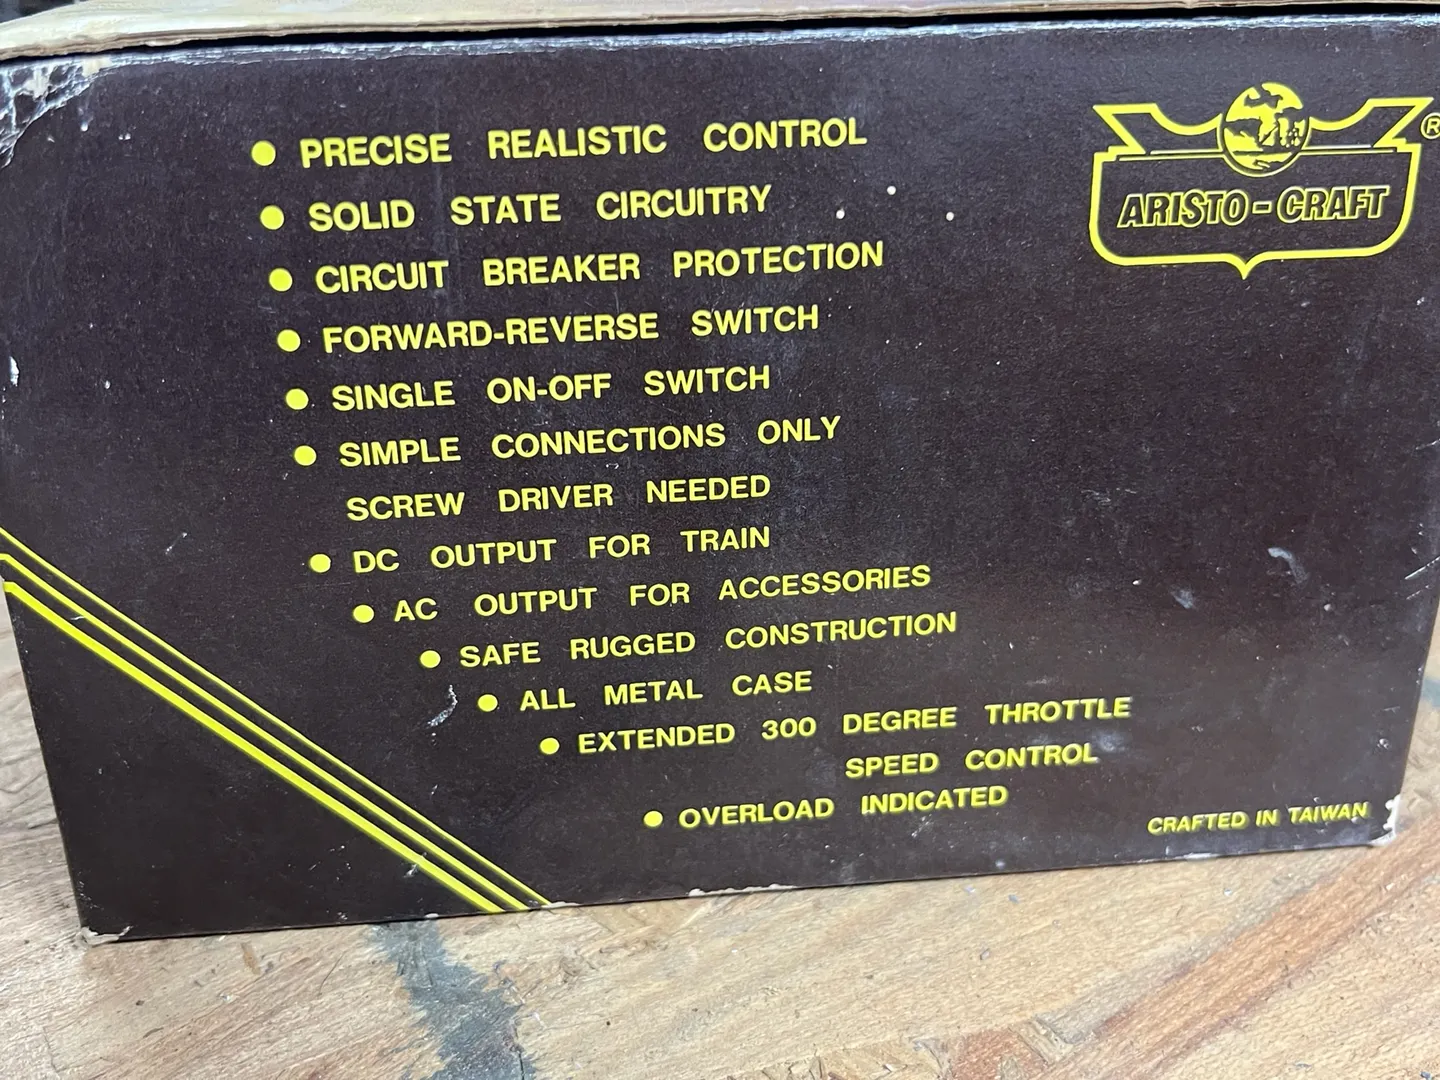 ● PRECISE REALISTIC CONTROL
● SOLID STATE CIRCUITRY
● CIRCUIT BREAKER PROTECTION
● FORWARD-REVERSE SWITCH
● SINGLE ON-OFF SWITCH
● SIMPLE CONNECTIONS ONLY
SCREW DRIVER NEEDED
● DC OUTPUT FOR TRAIN
● AC OUTPUT FOR ACCESSORIES
● SAFE RUGGED CONSTRUCTION
● ALL METAL CASE
● EXTENDED 300 DEGREE THROTTLE
SPEED CONTROL
● OVERLOAD INDICATED
ARISTO-CRAFT ®
CRAFTED IN TAIWAN